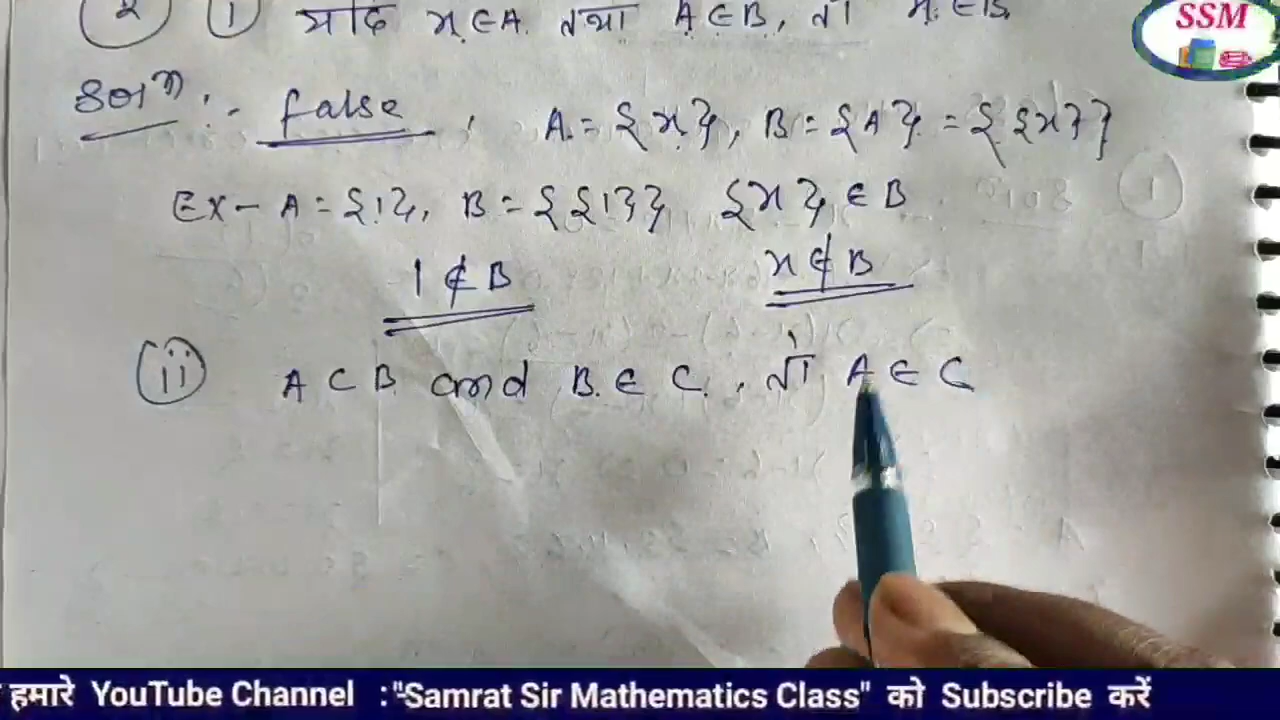 ② ① यदि x ∈ A तथा A ∈ B, तो x ∈ B.
SSM
Solⁿ :- false, A = {x}, B = {A} = {{x}}
Ex - A = {1}, B = {{1}} {x} ∈ B
1 ∉ B x ∉ B
(ii) A ⊂ B and B ∈ C, तो A ∈ C
हमारे YouTube Channel :"Samrat Sir Mathematics Class" को Subscribe करें